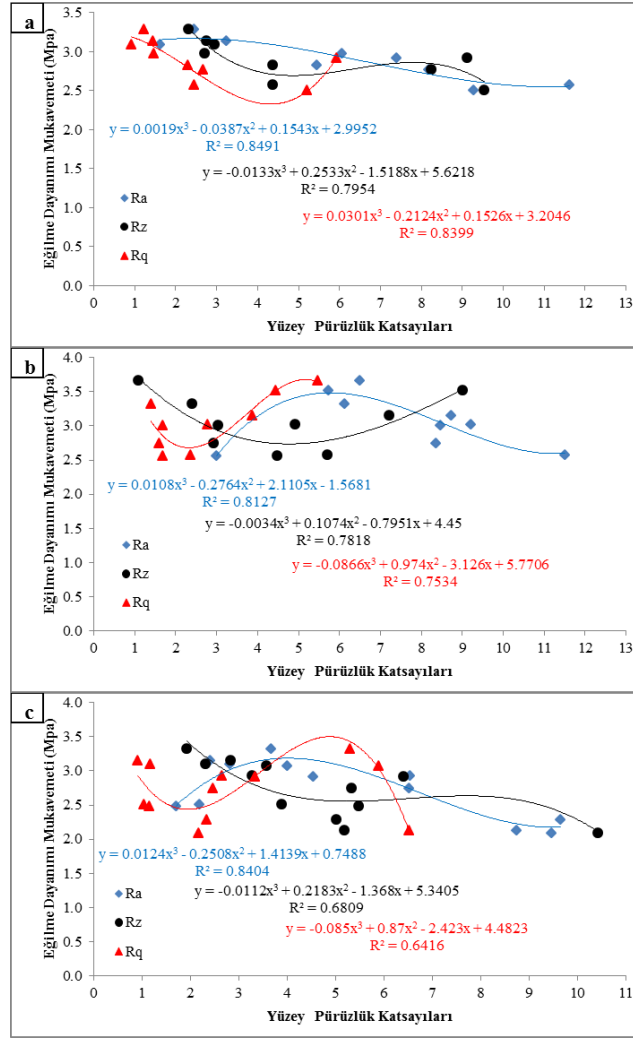 a
Eğilme Dayanımı Mukavemeti (Mpa)
3.5
3.0
2.5
2.0
1.5
1.0
0.5
0.0
y = 0.0019x³ - 0.0387x² + 0.1543x + 2.9952
R² = 0.8491
y = -0.0133x³ + 0.2533x² - 1.5188x + 5.6218
R² = 0.7954
y = 0.0301x³ - 0.2124x² + 0.1526x + 3.2046
R² = 0.8399
Ra
Rz
Rq
0 1 2 3 4 5 6 7 8 9 10 11 12 13
Yüzey Pürüzlük Katsayıları
b
Eğilme Dayanımı Mukavemeti (Mpa)
4.0
3.5
3.0
2.5
2.0
1.5
1.0
0.5
0.0
y = 0.0108x³ - 0.2764x² + 2.1105x - 1.5681
R² = 0.8127
y = -0.0034x³ + 0.1074x² - 0.7951x + 4.45
R² = 0.7818
y = -0.0866x³ + 0.974x² - 3.126x + 5.7706
R² = 0.7534
Ra
Rz
Rq
0 1 2 3 4 5 6 7 8 9 10 11 12 13
Yüzey Pürüzlük Katsayıları
c
Eğilme Dayanımı Mukavemeti (Mpa)
4.0
3.5
3.0
2.5
2.0
1.5
1.0
0.5
0.0
y = 0.0124x³ - 0.2508x² + 1.4139x + 0.7488
R² = 0.8404
y = -0.0112x³ + 0.2183x² - 1.368x + 5.3405
R² = 0.6809
y = -0.085x³ + 0.87x² - 2.423x + 4.4823
R² = 0.6416
Ra
Rz
Rq
0 1 2 3 4 5 6 7 8 9 10 11
Yüzey Pürüzlük Katsayıları